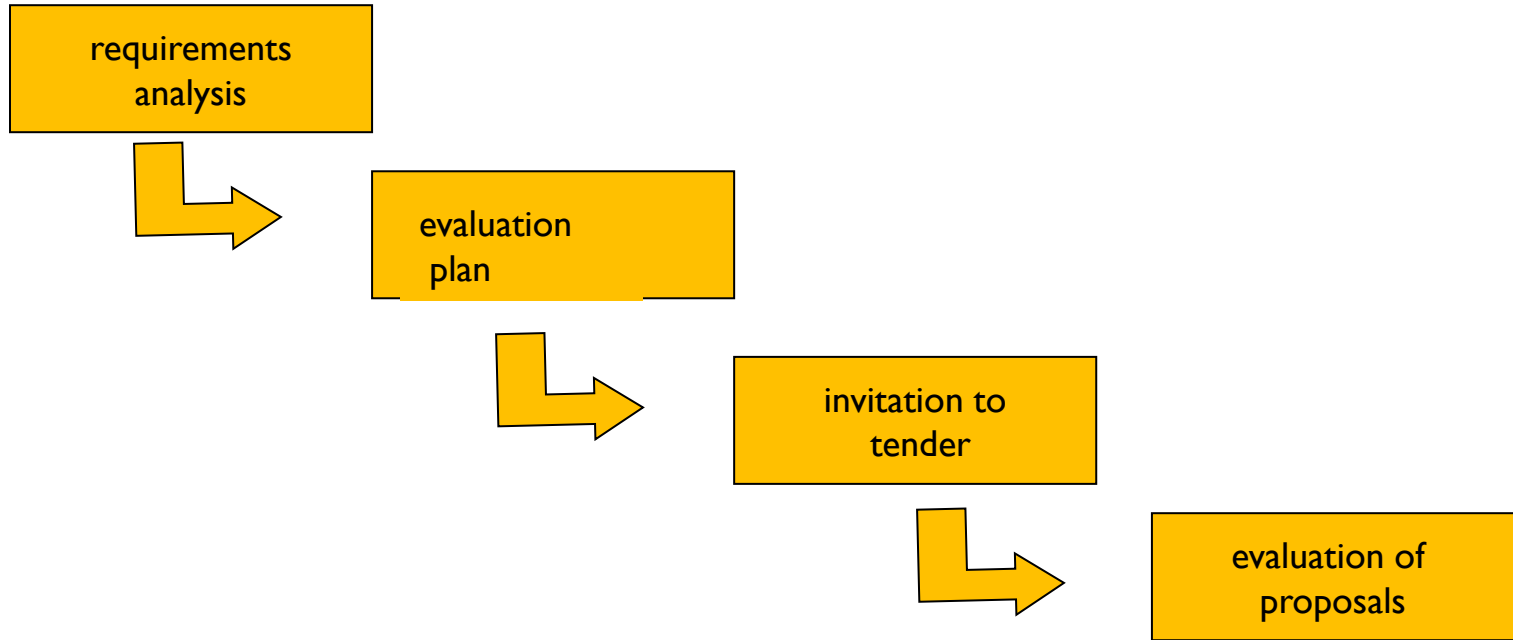 requirements
analysis
evaluation
plan
invitation to
tender
evaluation of
proposals